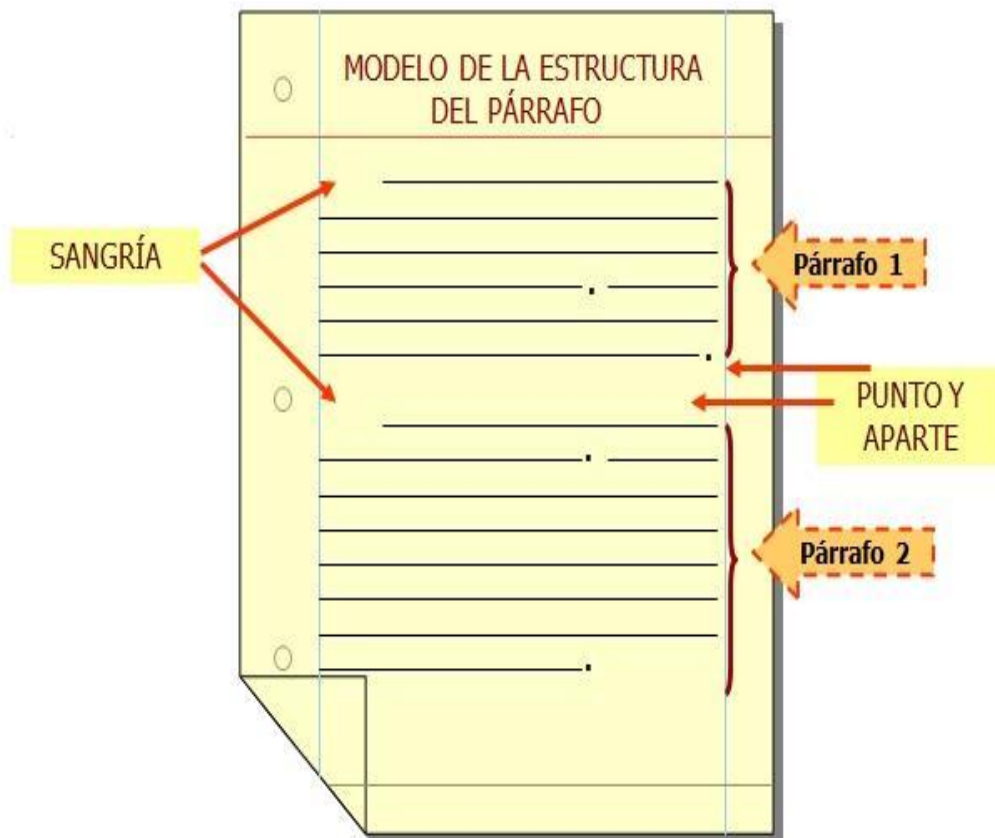 MODELO DE LA ESTRUCTURA
DEL PÁRRAFO
SANGRÍA
Párrafo 1
PUNTO Y
APARTE
Párrafo 2